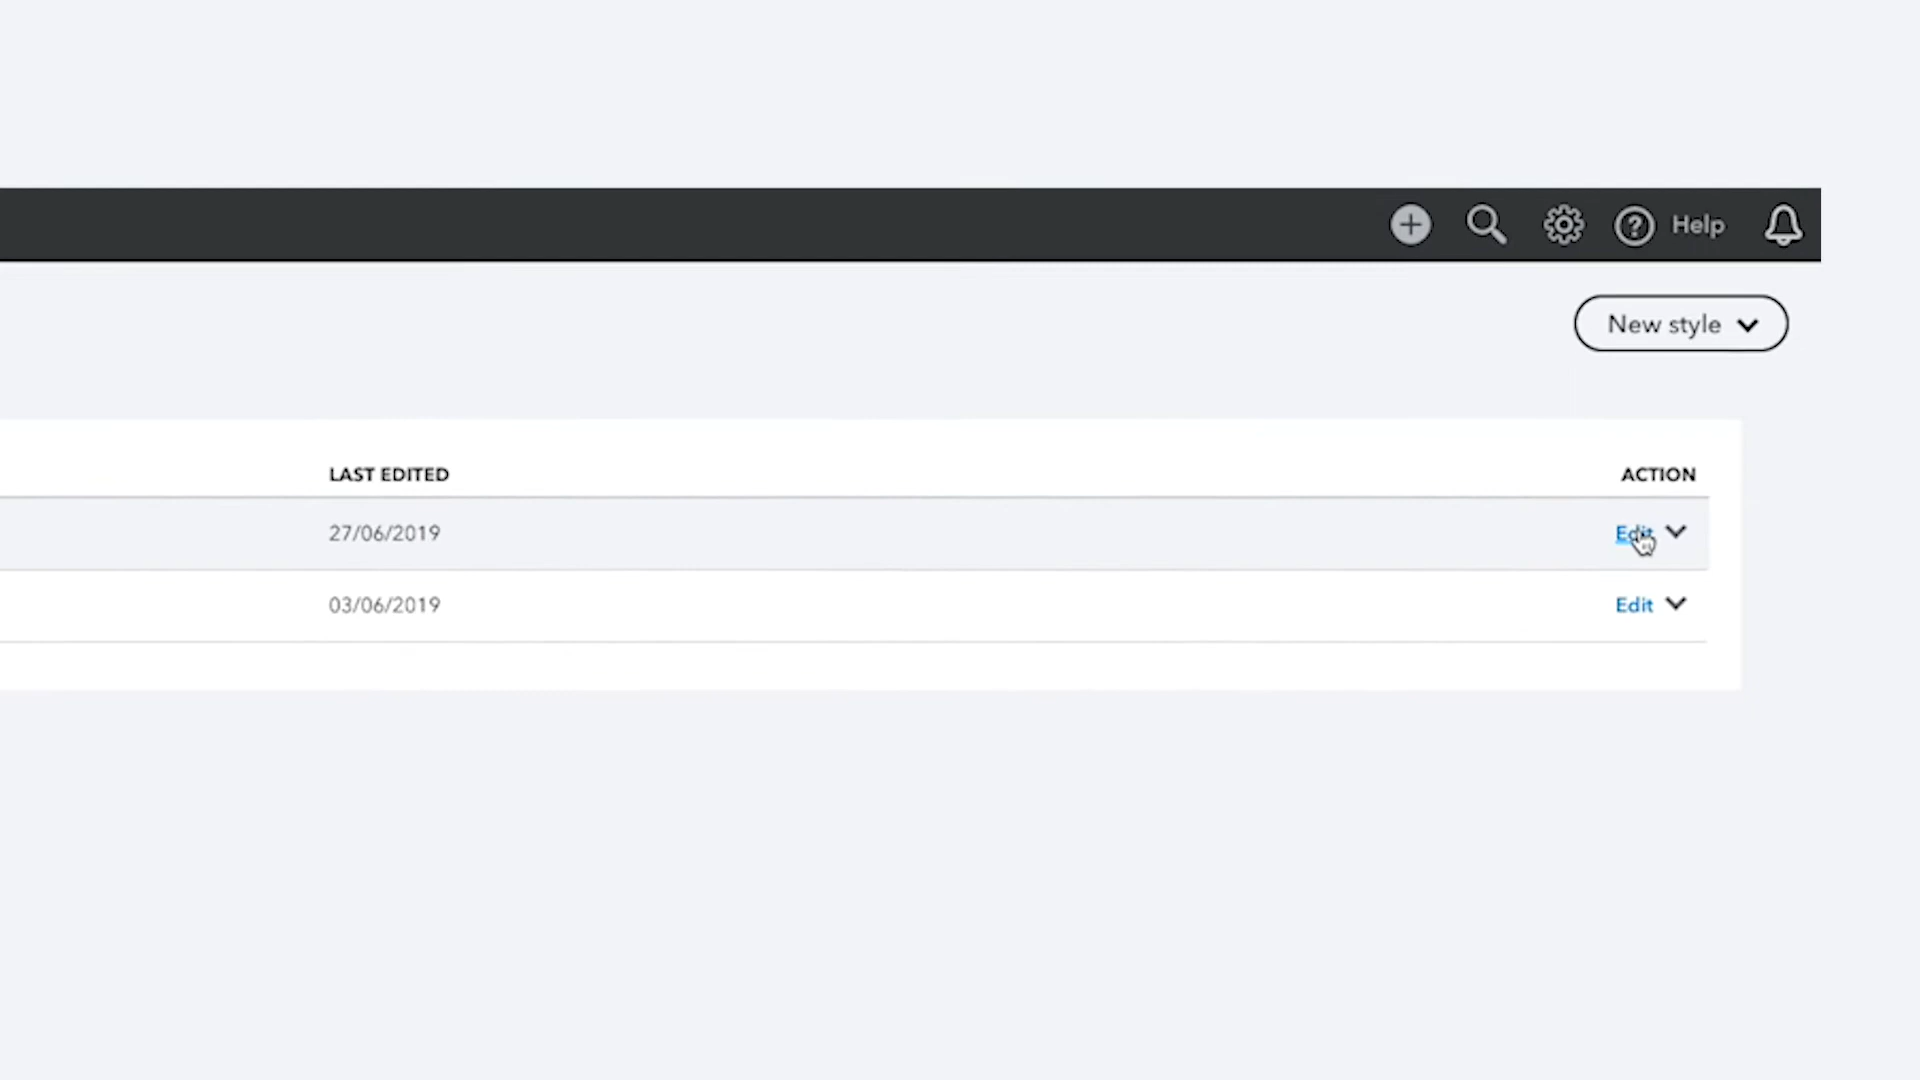 Help
New style
LAST EDITED ACTION
27/06/2019 Edit
03/06/2019 Edit